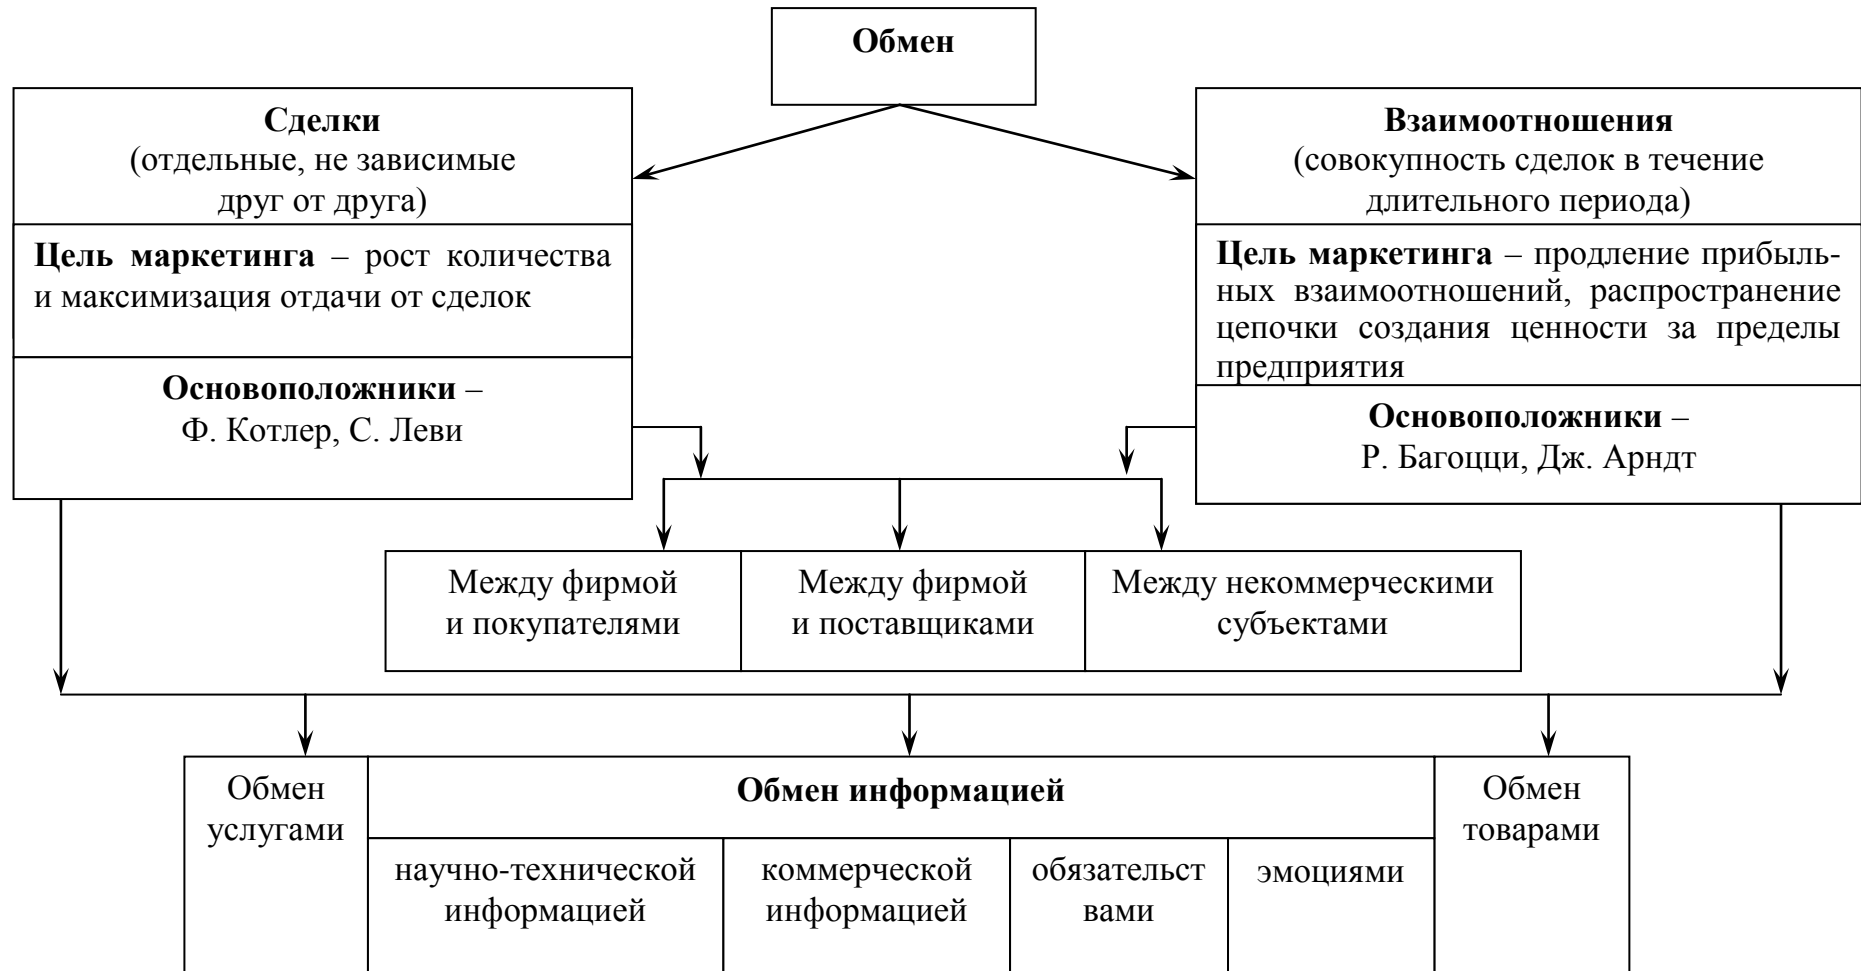 Обмен
Сделки
(отдельные, не зависимые
друг от друга)
Цель маркетинга – рост количества
и максимизация отдачи от сделок
Основоположники –
Ф. Котлер, С. Леви
Взаимоотношения
(совокупность сделок в течение
длительного периода)
Цель маркетинга – продление прибыль-
ных взаимоотношений, распространение
цепочки создания ценности за пределы
предприятия
Основоположники –
Р. Багоцци, Дж. Арндт
Между фирмой
и покупателями
Между фирмой
и поставщиками
Между некоммерческими
субъектами
Обмен
услугами
Обмен информацией
научно-технической
информацией
коммерческой
информацией
обязательст
вами
эмоциями
Обмен
товарами